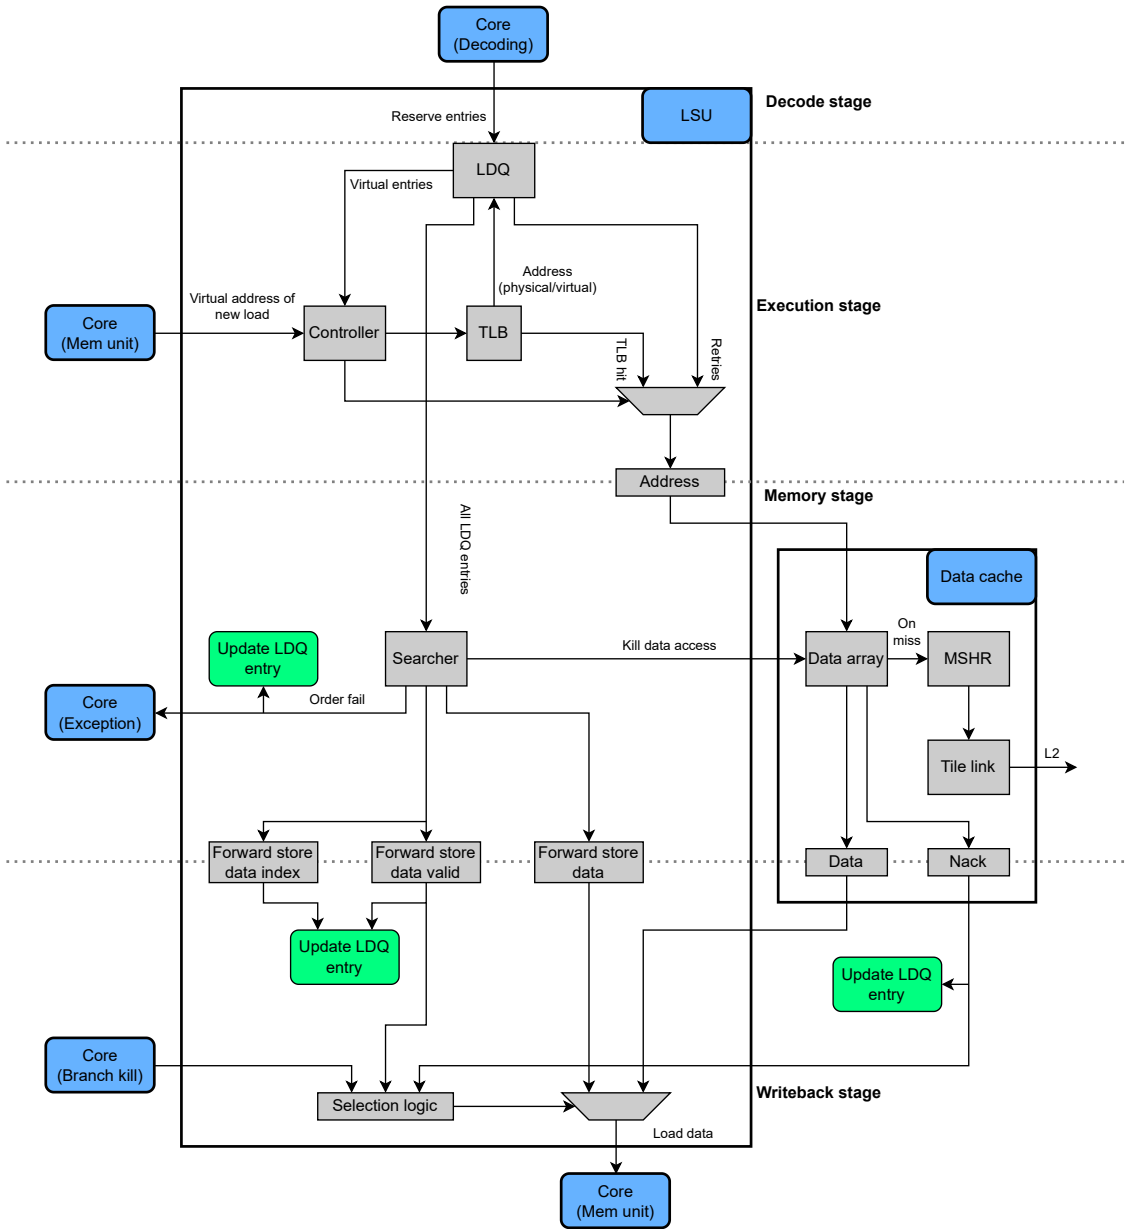 Core
(Decoding)
Decode stage
LSU
Reserve entries
LDQ
Virtual entries
Address
(physical/virtual)
Virtual address of
new load
Execution stage
Core
(Mem unit)
Controller
TLB
TLB hit
Retries
Address
Memory stage
All LDQ entries
Data cache
On
miss
Update LDQ
entry
Searcher
Kill data access
Data array
MSHR
Order fail
Core
(Exception)
Tile link
L2
Forward store
data index
Forward store
data valid
Forward store
data
Data
Nack
Update LDQ
entry
Update LDQ
entry
Core
(Branch kill)
Selection logic
Writeback stage
Load data
Core
(Mem unit)